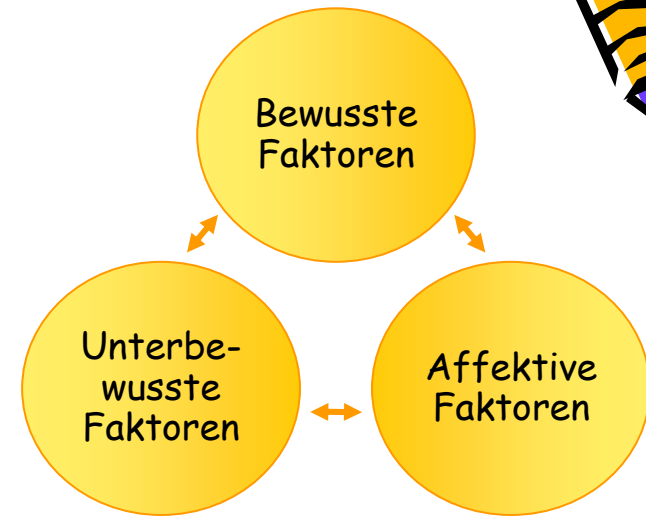 Bewusste
Faktoren
Unterbe-
wusste
Faktoren
Affektive
Faktoren